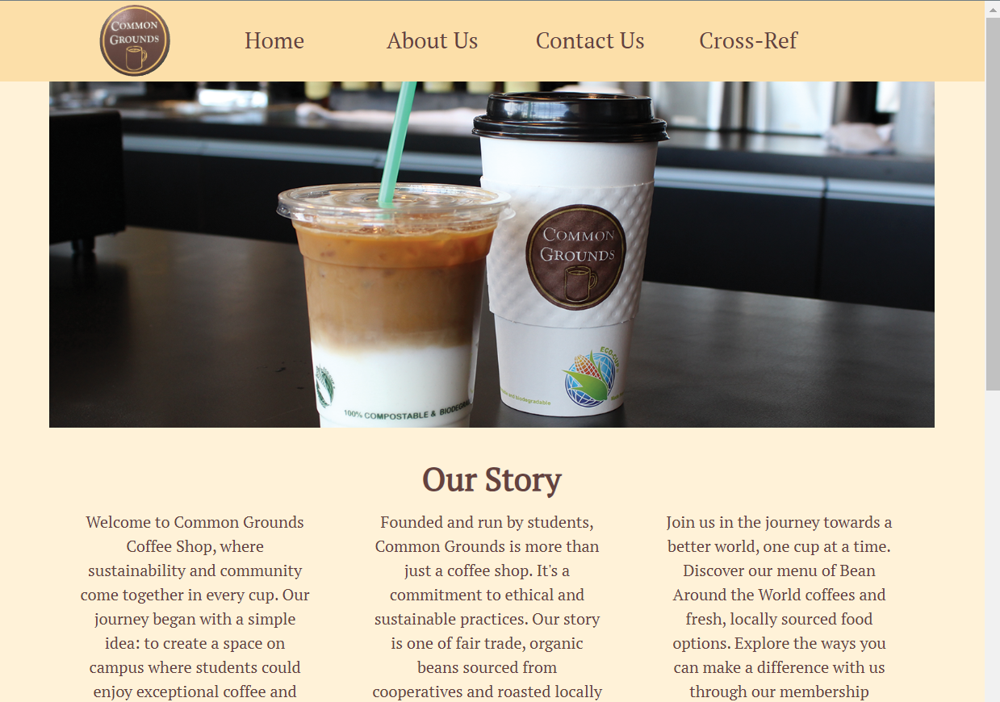 COMMON
GROUNDS
Home
About Us
Contact Us
Cross-Ref
COMMON
GROUNDS
ECO-CUP
and biodegradable
100% COMPOSTABLE &
Our Story
Welcome to Common Grounds
Coffee Shop, where
sustainability and community
come together in every cup. Our
journey began with a simple
idea: to create a space on
campus where students could
enjoy exceptional coffee and
Founded and run by students,
Common Grounds is more than
just a coffee shop. It's a
commitment to ethical and
sustainable practices. Our story
is one of fair trade, organic
beans sourced from
cooperatives and roasted locally
Join us in the journey towards a
better world, one cup at a time.
Discover our menu of Bean
Around the World coffees and
fresh, locally sourced food
options. Explore the ways you
can make a difference with us
through our membership